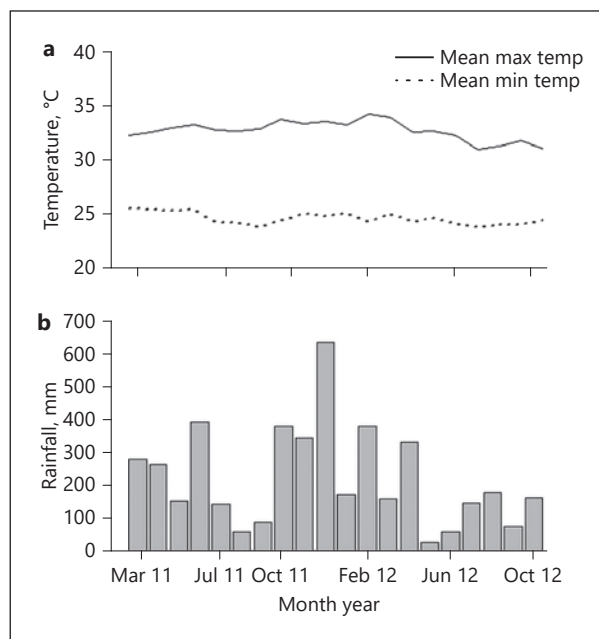 a
40
35
30
25
20
Temperature, °C
Mean max temp
Mean min temp
b
700
600
500
400
300
200
100
0
Rainfall, mm
Mar 11 Jul 11 Oct 11 Feb 12 Jun 12 Oct 12
Month year